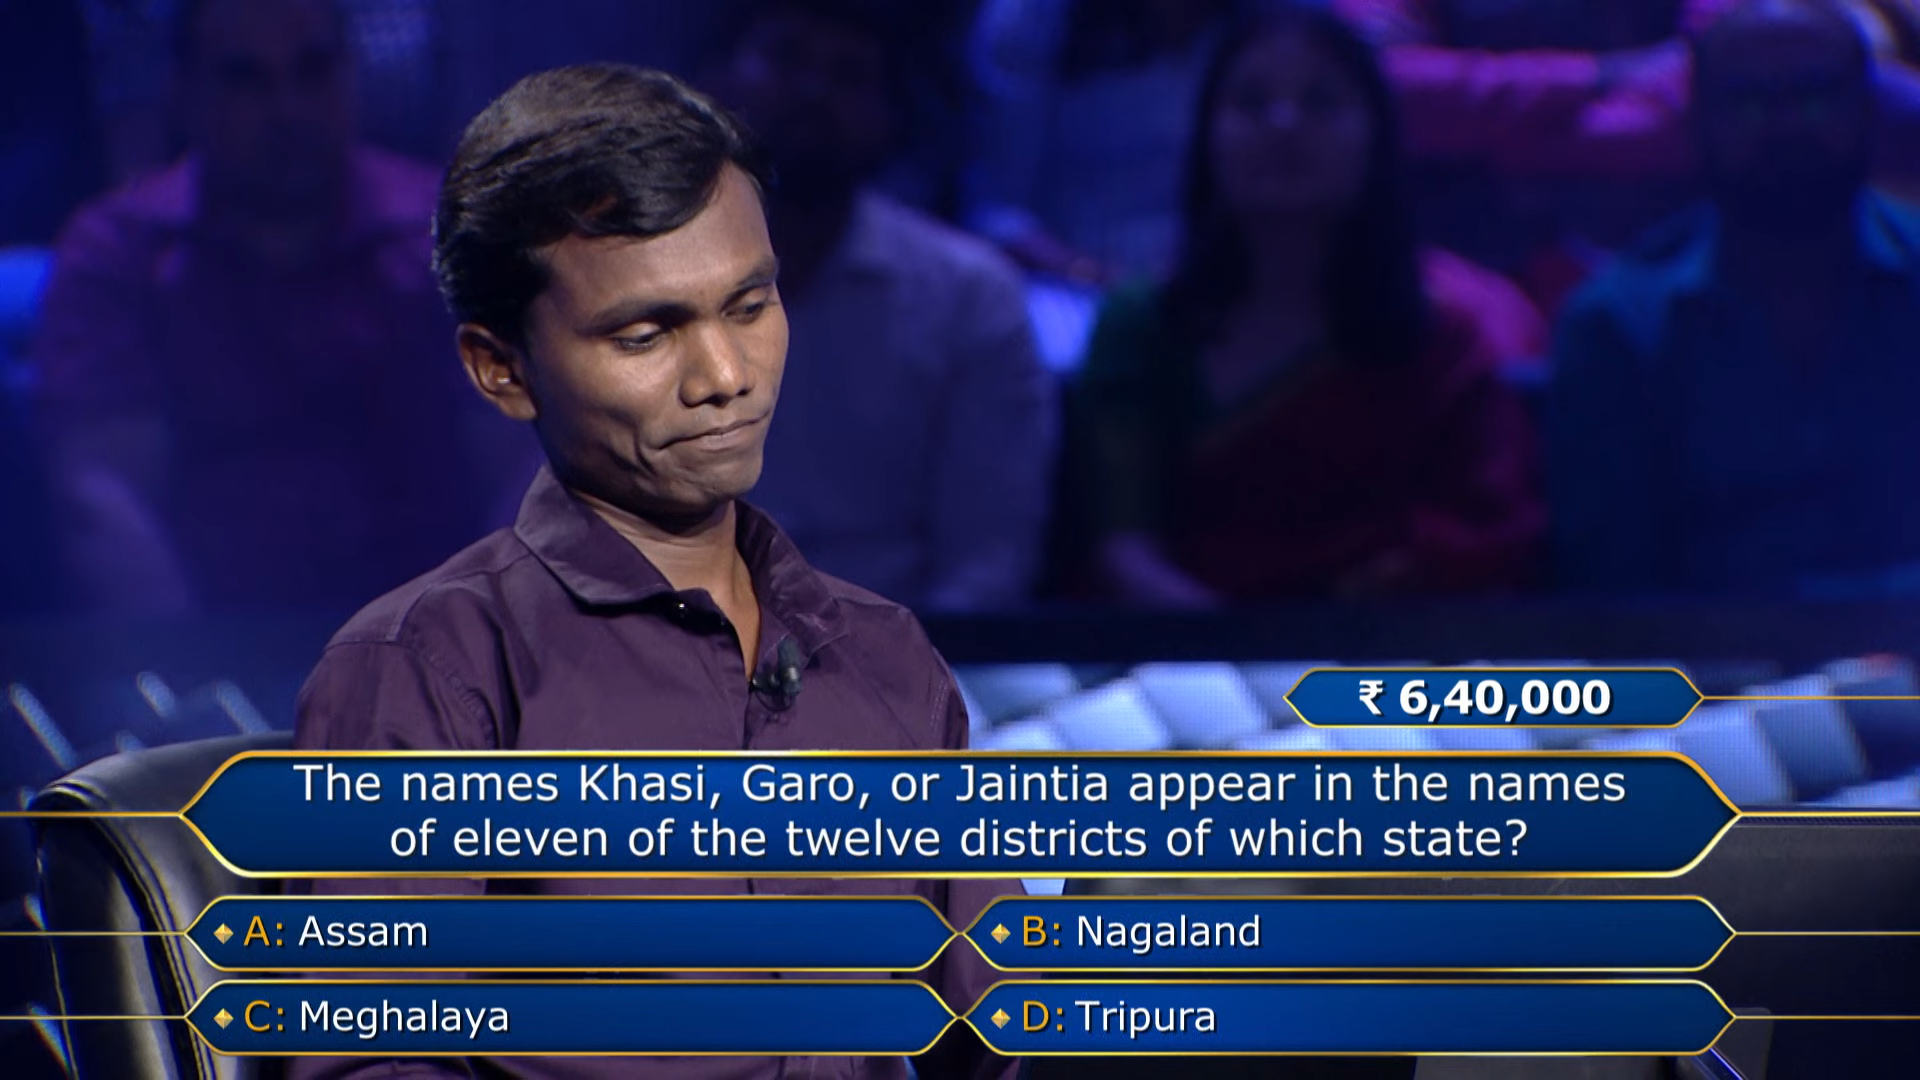 ₹ 6,40,000
The names Khasi, Garo, or Jaintia appear in the names
of eleven of the twelve districts of which state?
A: Assam
B: Nagaland
C: Meghalaya
D: Tripura